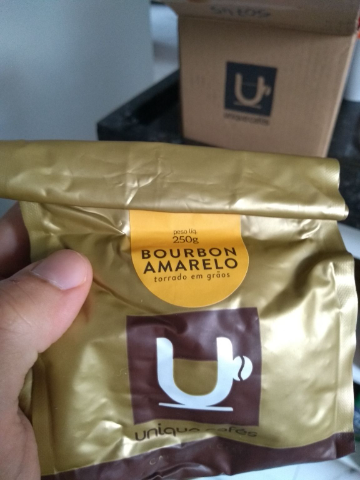 peso líq.
250g
BOURBON
AMARELO
torrado em grãos
unique cafés